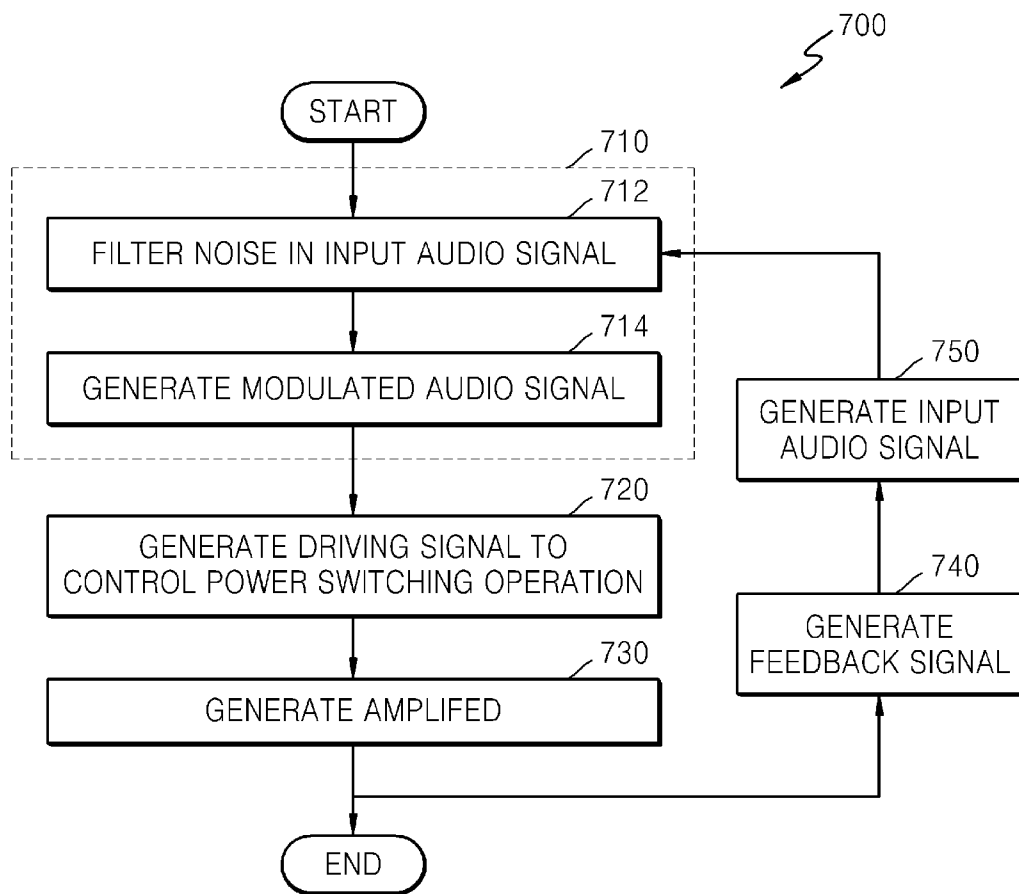 700
START
710
712
FILTER NOISE IN INPUT AUDIO SIGNAL
714
GENERATE MODULATED AUDIO SIGNAL
720
GENERATE DRIVING SIGNAL TO
CONTROL POWER SWITCHING OPERATION
730
GENERATE AMPLIFED
END
750
GENERATE INPUT
AUDIO SIGNAL
740
GENERATE
FEEDBACK SIGNAL